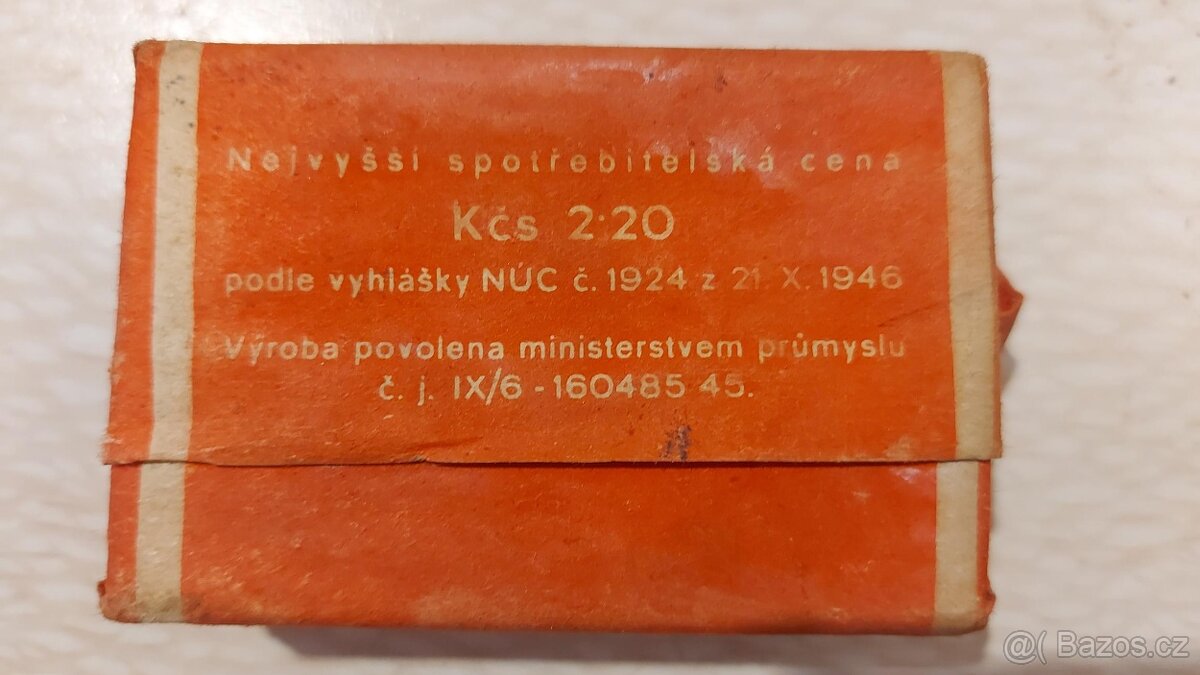 Nejvyšší spotřebitelská cena
Kčs 2·20
podle vyhlášky NÚC č. 1924 z 21. X. 1946
Výroba povolena ministerstvem průmyslu
č. j. IX/6 - 160485 45.
@( Bazos.cz